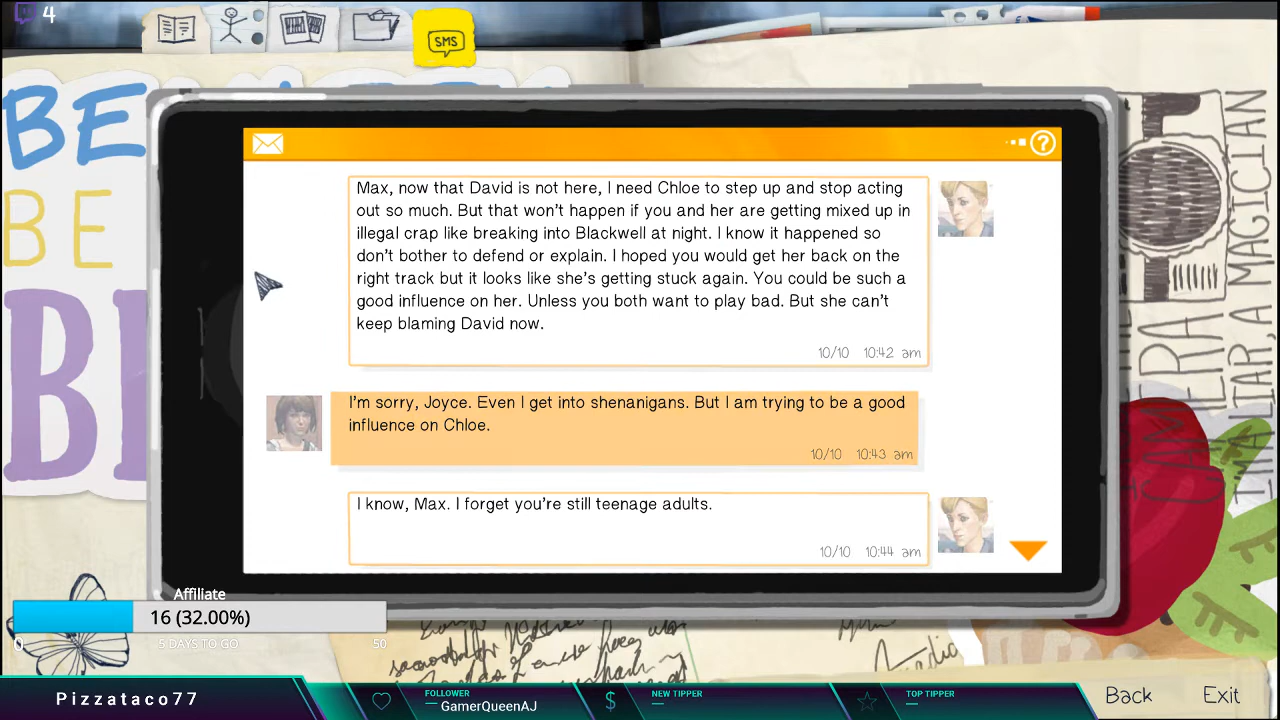 4
SMS
BE
BE
Max, now that David is not here, I need Chloe to step up and stop acting
out so much. But that won't happen if you and her are getting mixed up in
illegal crap like breaking into Blackwell at night. I know it happened so
don't bother to defend or explain. I hoped you would get her back on the
right track but it looks like she's getting stuck again. You could be such a
good influence on her. Unless you both want to play bad. But she can't
keep blaming David now.
10/10 10:42 am
I'm sorry, Joyce. Even I get into shenanigans. But I am trying to be a good
influence on Chloe.
10/10 10:43 am
I know, Max. I forget you're still teenage adults.
10/10 10:44 am
Affiliate
16 (32.00%)
0 5 DAYS TO GO 50
Pizzataco77
FOLLOWER
GamerQueenAJ
NEW TIPPER
TOP TIPPER
Back Exit